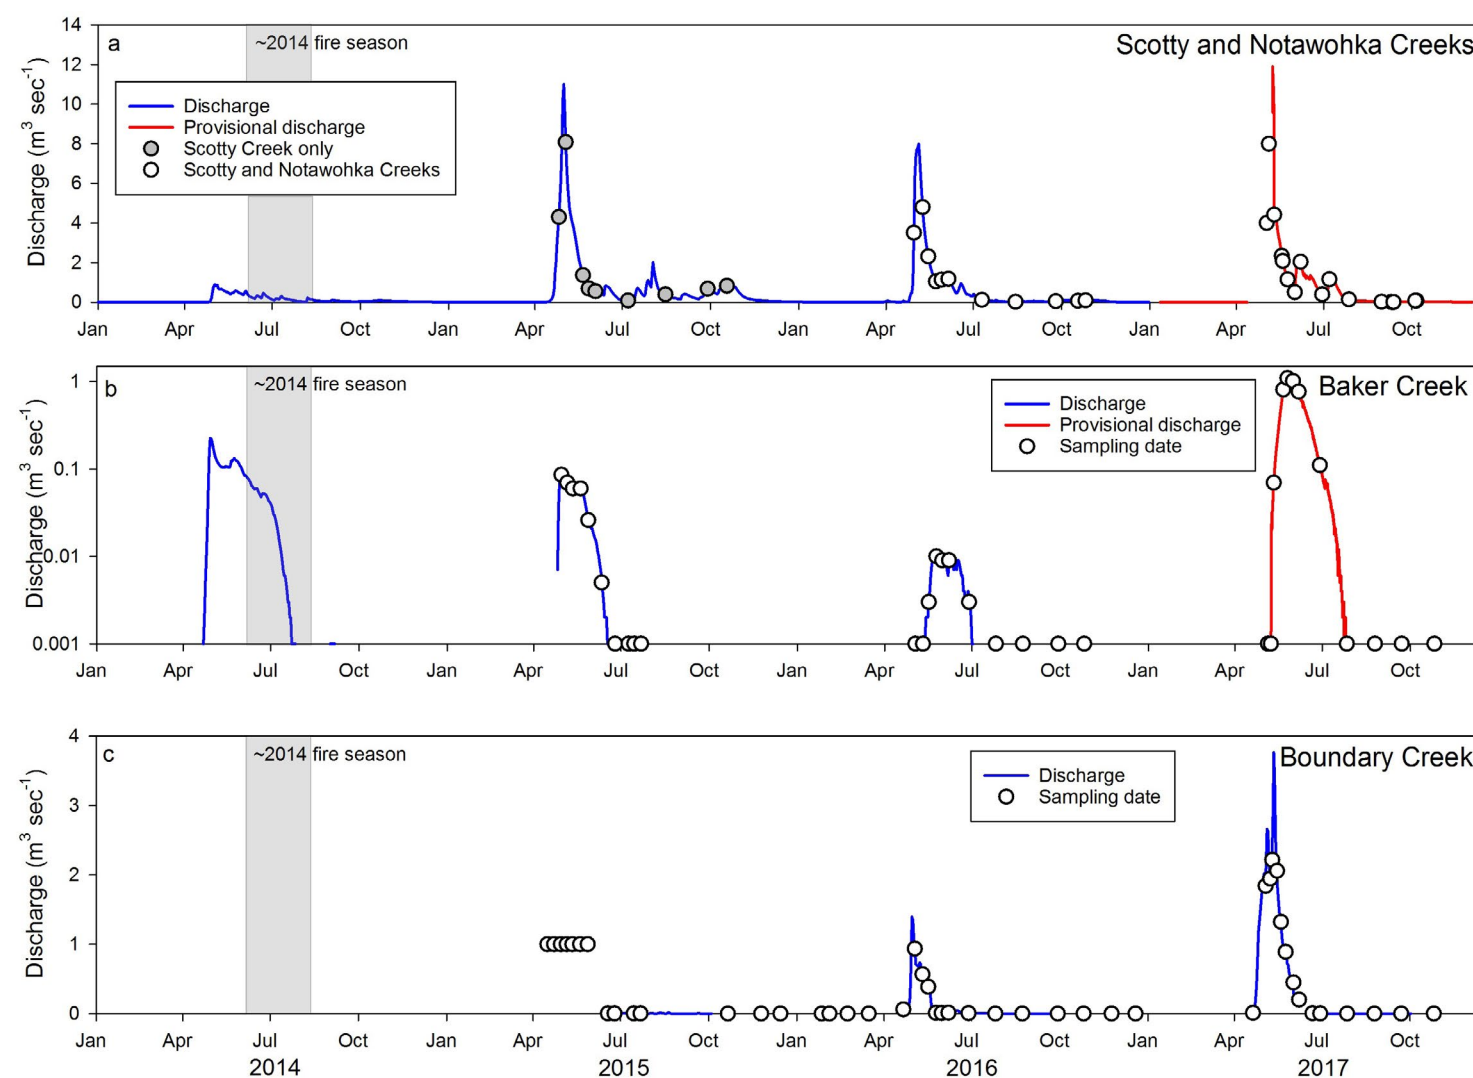 a
~2014 fire season
Scotty and Notawohka Creeks
Discharge (m³ sec⁻¹)
14
12
10
8
6
4
2
0
Discharge
Provisional discharge
Scotty Creek only
Scotty and Notawohka Creeks
Jan Apr Jul Oct Jan Apr Jul Oct Jan Apr Jul Oct Jan Apr Jul Oct
b
~2014 fire season
Baker Creek
Discharge (m³ sec⁻¹)
1
0.1
0.01
0.001
Discharge
Provisional discharge
Sampling date
Jan Apr Jul Oct Jan Apr Jul Oct Jan Apr Jul Oct Jan Apr Jul Oct
c
~2014 fire season
Boundary Creek
Discharge (m³ sec⁻¹)
4
3
2
1
0
Discharge
Sampling date
Jan Apr Jul Oct Jan Apr Jul Oct Jan Apr Jul Oct Jan Apr Jul Oct
2014 2015 2016 2017